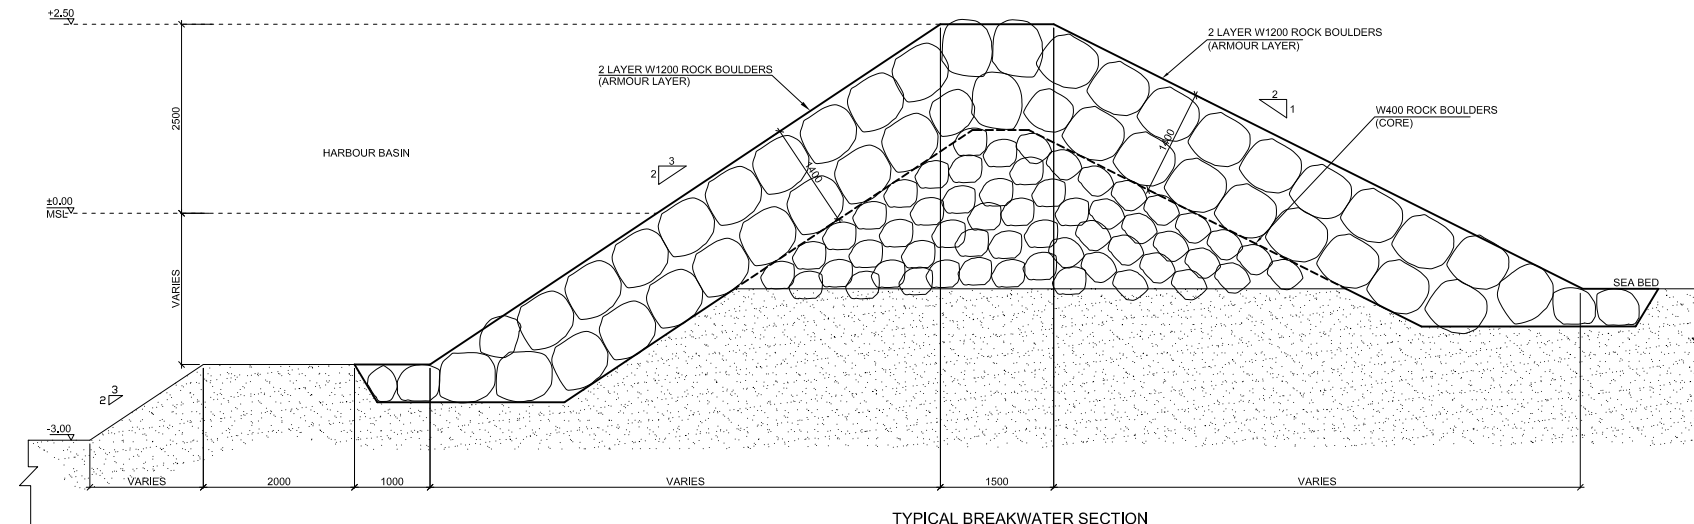 +2.50
2 LAYER W1200 ROCK BOULDERS
(ARMOUR LAYER)
2 LAYER W1200 ROCK BOULDERS
(ARMOUR LAYER)
2
1
W400 ROCK BOULDERS
(CORE)
2500
HARBOUR BASIN
3
2
1400
1400
±0.00
MSL
VARIES
SEA BED
3
2
-3.00
VARIES
2000
1000
VARIES
1500
VARIES
TYPICAL BREAKWATER SECTION